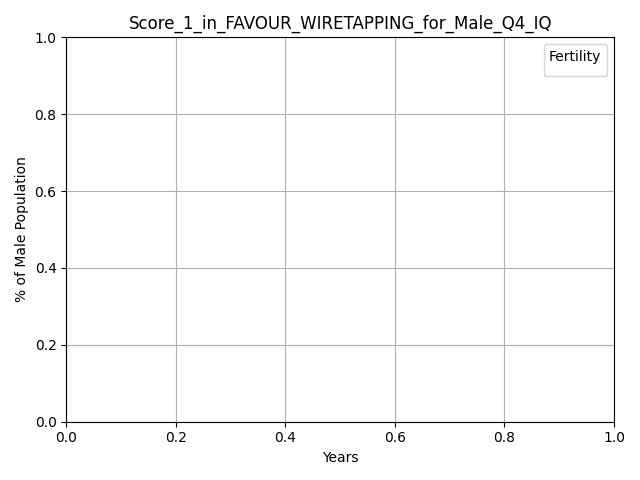 Score_1_in_FAVOUR_WIRETAPPING_for_Male_Q4_IQ
Fertility
% of Male Population
1.0
0.8
0.6
0.4
0.2
0.0
0.0 0.2 0.4 0.6 0.8 1.0
Years